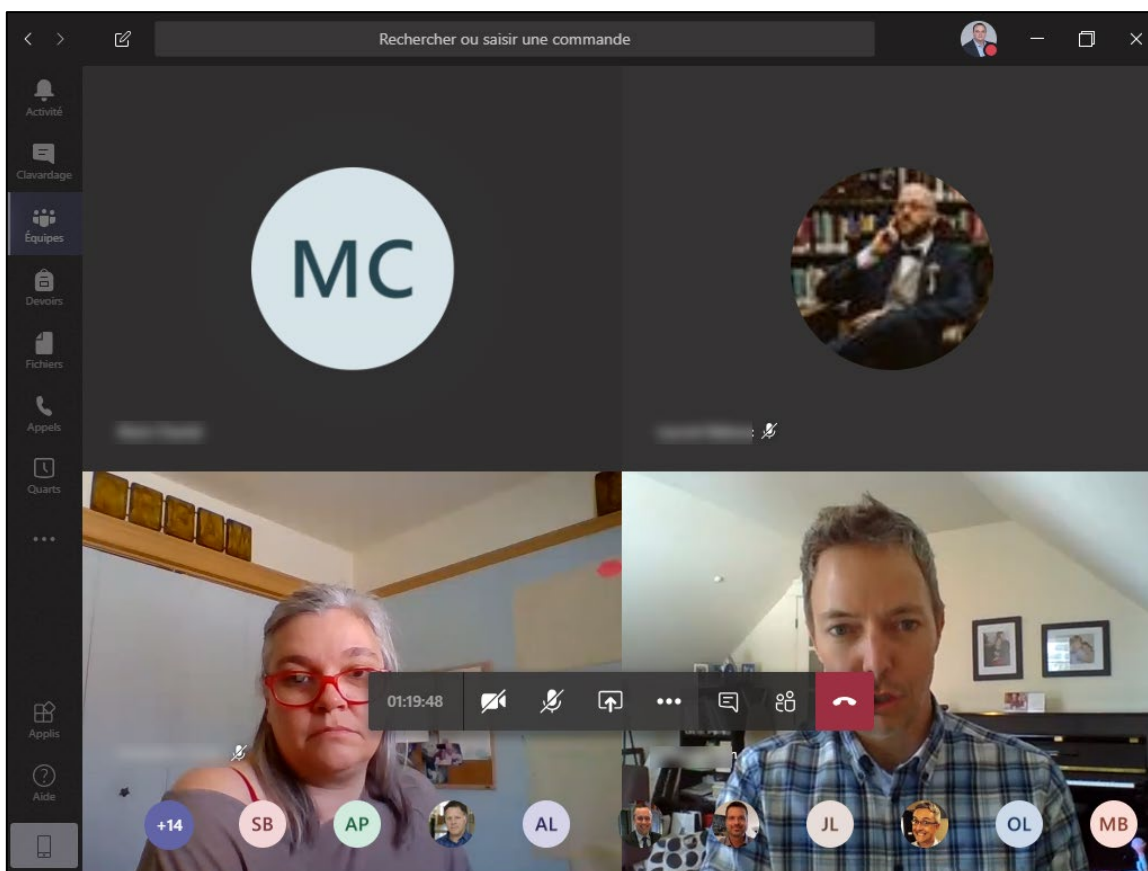 Rechercher ou saisir une commande
Activité
Clavardage
Équipes
Devoirs
Fichiers
Appels
Quarts
Applis
Aide
MC
01:19:48
+14
SB
AP
AL
JL
OL
MB